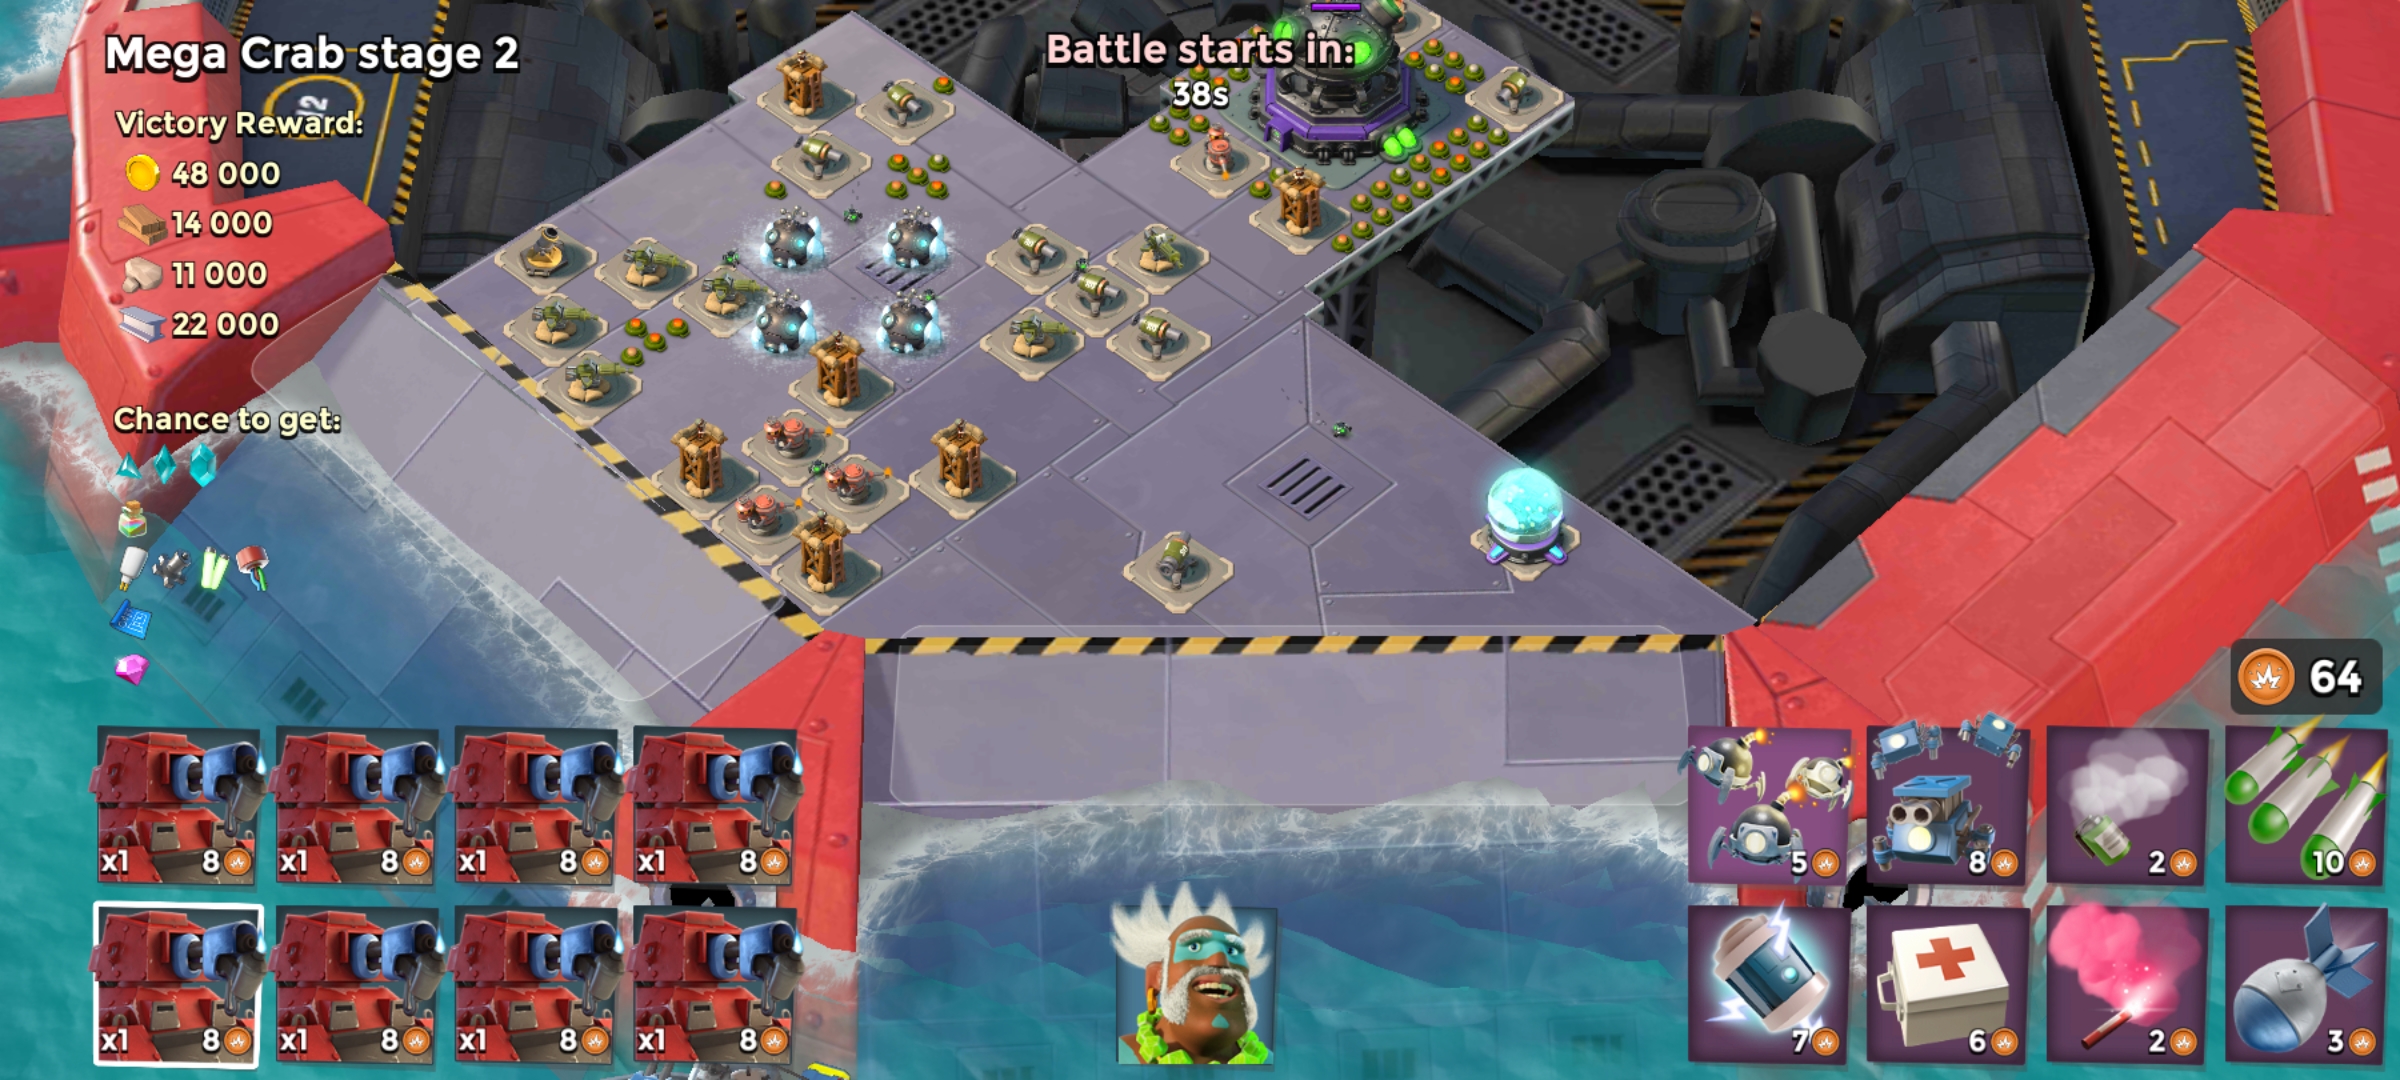 Mega Crab stage 2
Battle starts in:
38s
Victory Reward:
48 000
14 000
11 000
22 000
Chance to get:
64
x1 8
x1 8
x1 8
x1 8
5
8
2
10
x1 8
x1 8
x1 8
x1 8
7
6
2
3